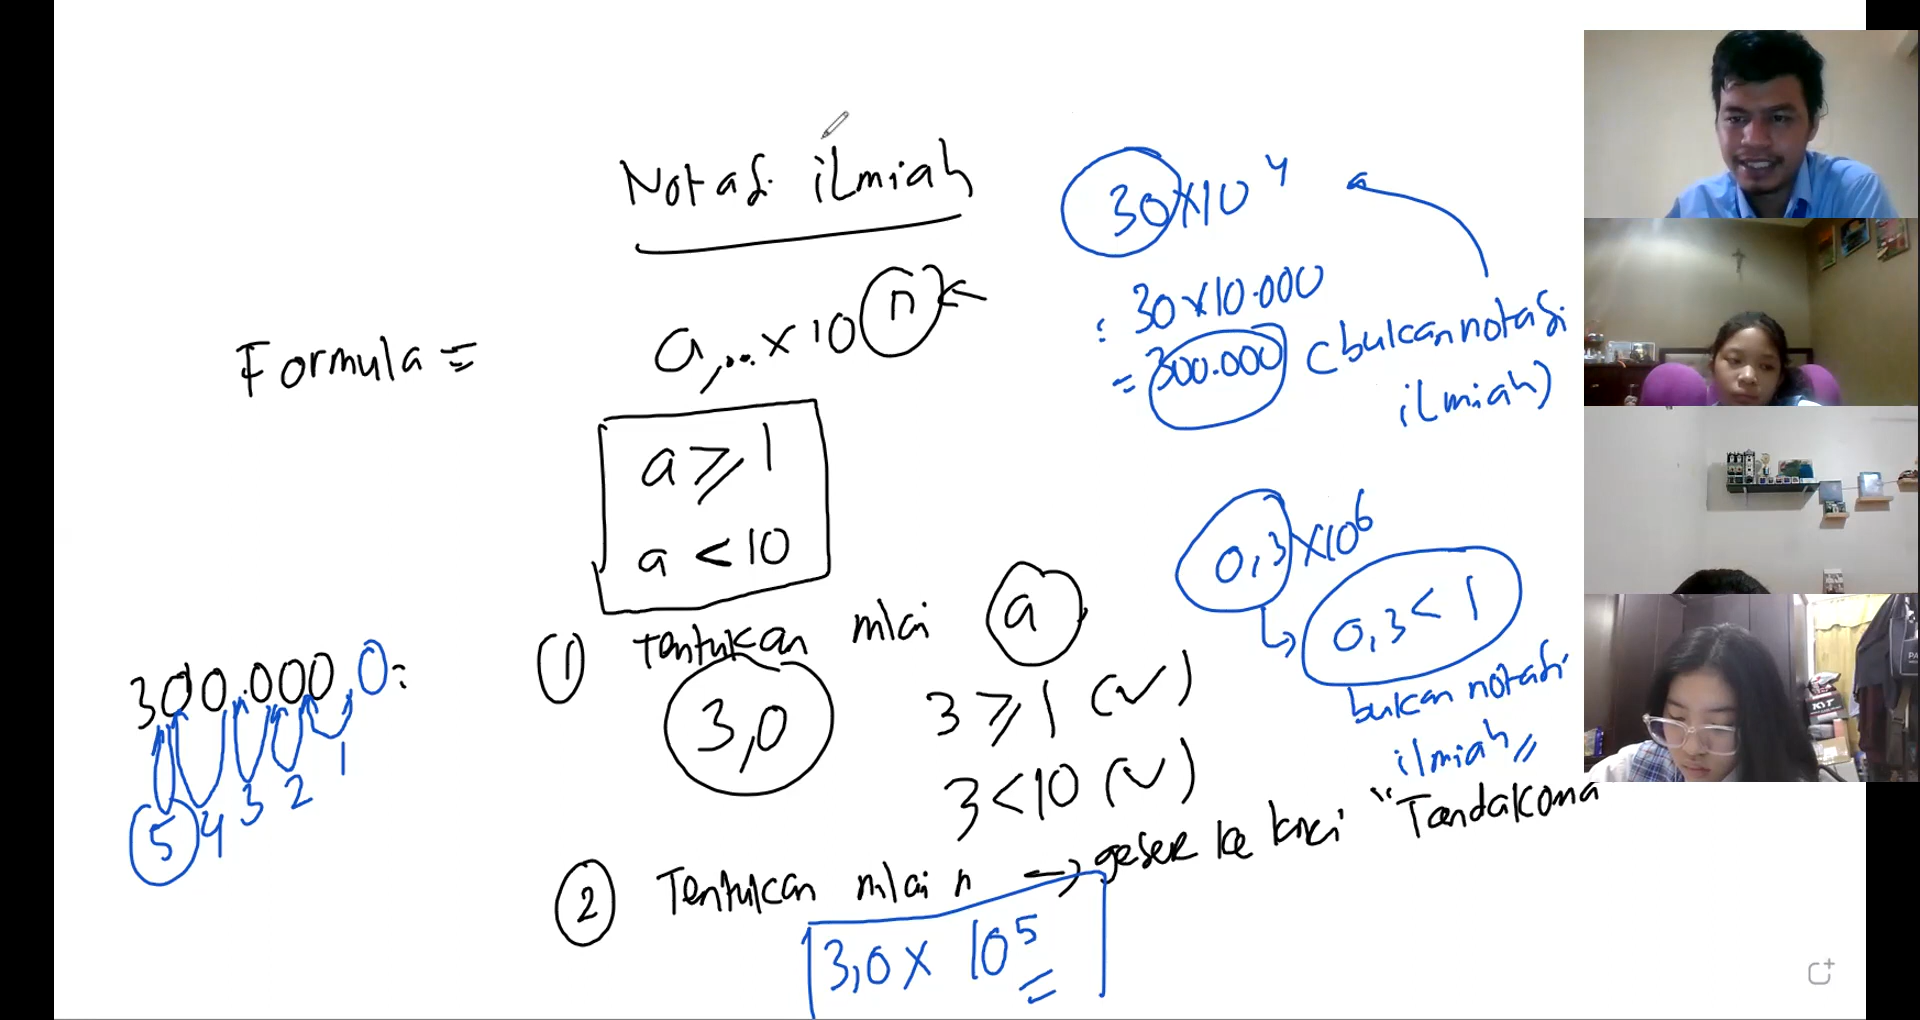 Notasi ilmiah
Formula = a,.. x 10 n
a ⩾ 1
a < 10
① Tentukan nilai a
3,0
3 ⩾ 1 (✓)
3 < 10 (✓)
② Tentukan nilai n → geser ke kiri "Tanda koma
3,0 x 10⁵
300.000,0 :
5 4 3 2 1
30 x 10⁴
: 30 x 10.000
= 300.000 (bukan notasi
ilmiah)
0,3 x 10⁶
0,3 < 1
bukan notasi
ilmiah //